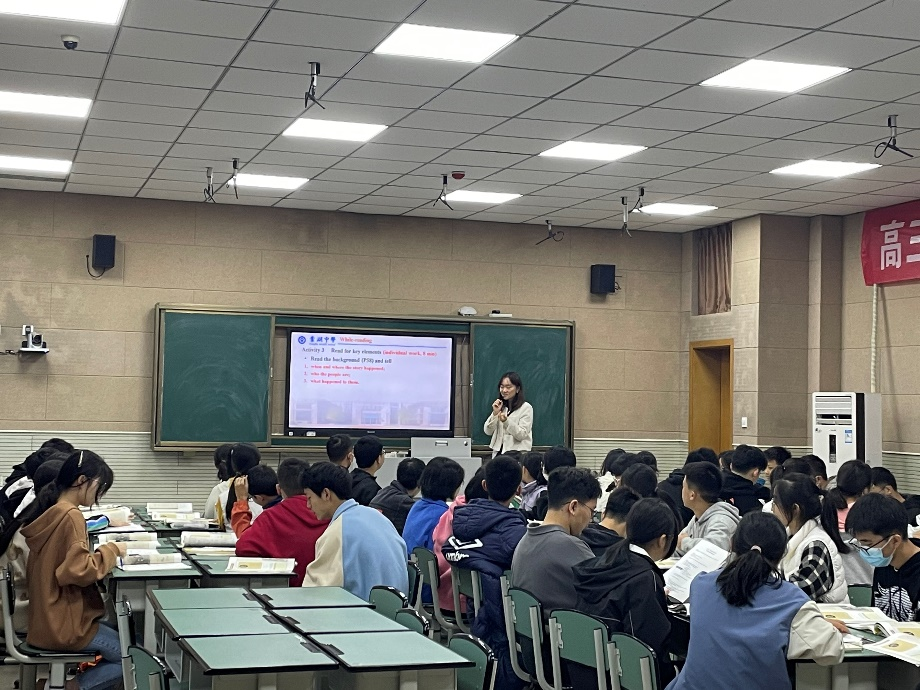 While-reading
Activity 3 Read for key elements (individual work, 8 min)
• Read the background (P58) and tell
1. when and where the story happened;
2. who the people are;
3. what happened to them.
高三